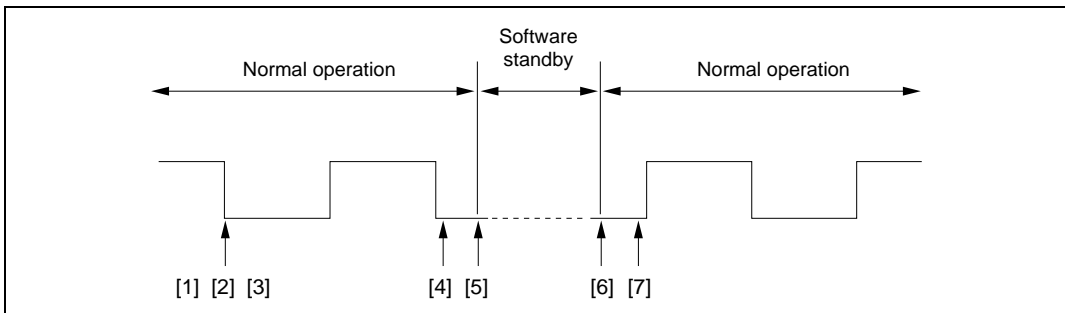 Software
standby
Normal operation
Normal operation
[1] [2] [3] [4] [5] [6] [7]